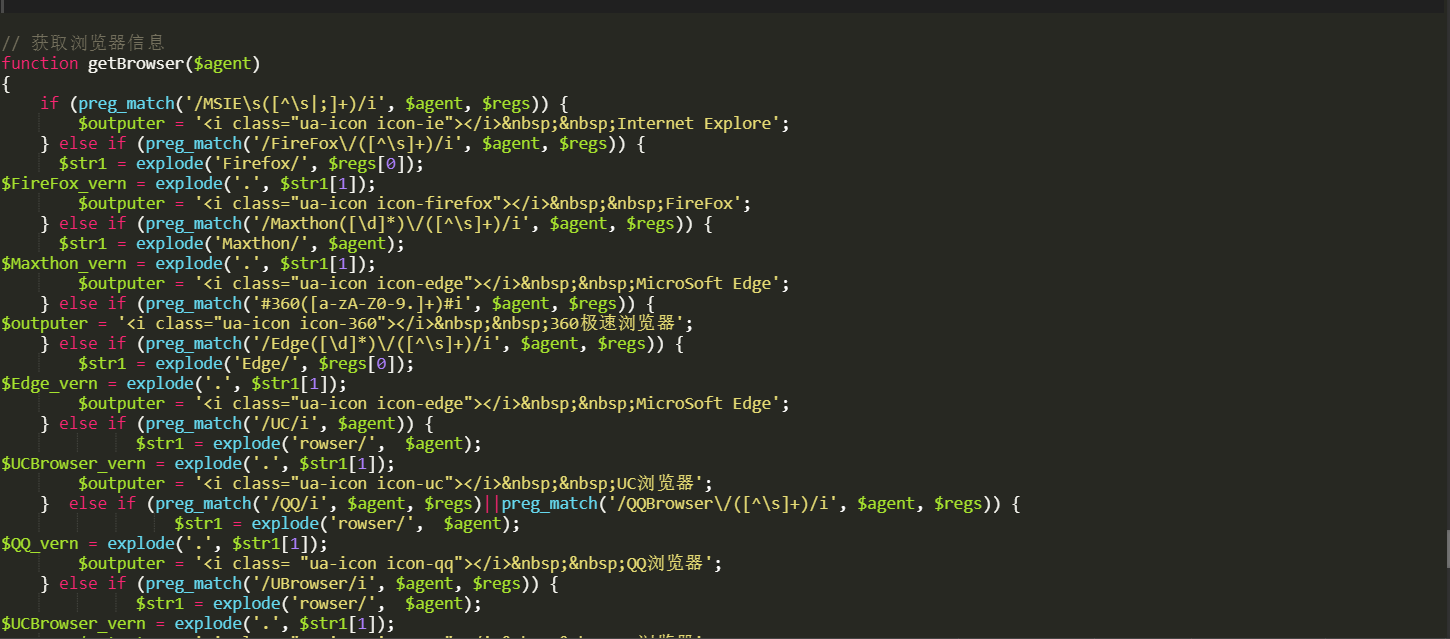 // 获取浏览器信息
function getBrowser($agent)
{
    if (preg_match('/MSIE\s([^\s|;]+)/i', $agent, $regs)) {
        $outputer = '<i class="ua-icon icon-ie"></i>&nbsp;&nbsp;Internet Explore';
    } else if (preg_match('/FireFox\/([^\s]+)/i', $agent, $regs)) {
      $str1 = explode('Firefox/', $regs[0]);
$FireFox_vern = explode('.', $str1[1]);
        $outputer = '<i class="ua-icon icon-firefox"></i>&nbsp;&nbsp;FireFox';
    } else if (preg_match('/Maxthon([\d]*)\/([^\s]+)/i', $agent, $regs)) {
      $str1 = explode('Maxthon/', $agent);
$Maxthon_vern = explode('.', $str1[1]);
        $outputer = '<i class="ua-icon icon-edge"></i>&nbsp;&nbsp;MicroSoft Edge';
    } else if (preg_match('#360([a-zA-Z0-9.]+)#i', $agent, $regs)) {
$outputer = '<i class="ua-icon icon-360"></i>&nbsp;&nbsp;360极速浏览器';
    } else if (preg_match('/Edge([\d]*)\/([^\s]+)/i', $agent, $regs)) {
        $str1 = explode('Edge/', $regs[0]);
$Edge_vern = explode('.', $str1[1]);
        $outputer = '<i class="ua-icon icon-edge"></i>&nbsp;&nbsp;MicroSoft Edge';
    } else if (preg_match('/UC/i', $agent)) {
              $str1 = explode('rowser/',  $agent);
$UCBrowser_vern = explode('.', $str1[1]);
        $outputer = '<i class="ua-icon icon-uc"></i>&nbsp;&nbsp;UC浏览器';
    }  else if (preg_match('/QQ/i', $agent, $regs)||preg_match('/QQBrowser\/([^\s]+)/i', $agent, $regs)) {
                  $str1 = explode('rowser/',  $agent);
$QQ_vern = explode('.', $str1[1]);
        $outputer = '<i class= "ua-icon icon-qq"></i>&nbsp;&nbsp;QQ浏览器';
    } else if (preg_match('/UBrowser/i', $agent, $regs)) {
              $str1 = explode('rowser/',  $agent);
$UCBrowser_vern = explode('.', $str1[1]);